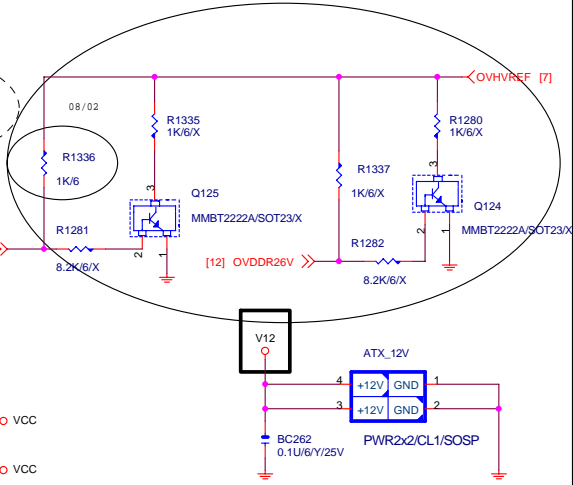 OVHVREF [7]
08/02
R1335
1K/6/X
R1280
1K/6/X
R1336
1K/6
R1337
1K/6/X
3
3
Q125
MMBT2222A/SOT23/X
Q124
MMBT2222A/SOT23/X
R1281
8.2K/6/X
2
1
R1282
8.2K/6/X
2
1
[12] OVDDR26V
V12
ATX_12V
4
+12V
GND
1
3
+12V
GND
2
PWR2x2/CL1/SOSP
BC262
0.1U/6/Y/25V
VCC
VCC